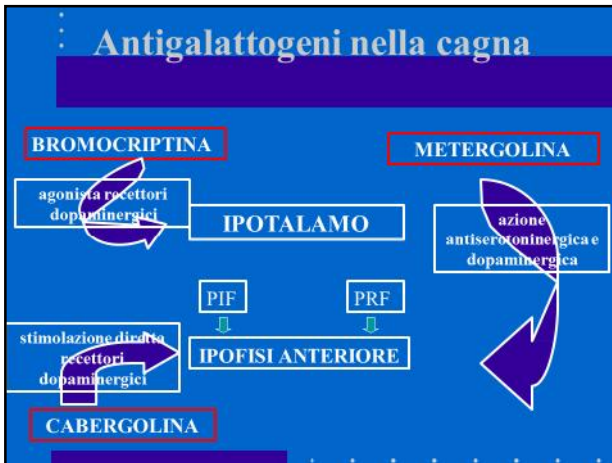 Antigalattogeni nella cagna
BROMOCRIPTINA
METERGOLINA
agonista recettori
dopaminergici
IPOTALAMO
azione
antiserotoninergica e
dopaminergica
PIF
PRF
stimolazione diretta
recettori
dopaminergici
IPOFISI ANTERIORE
CABERGOLINA